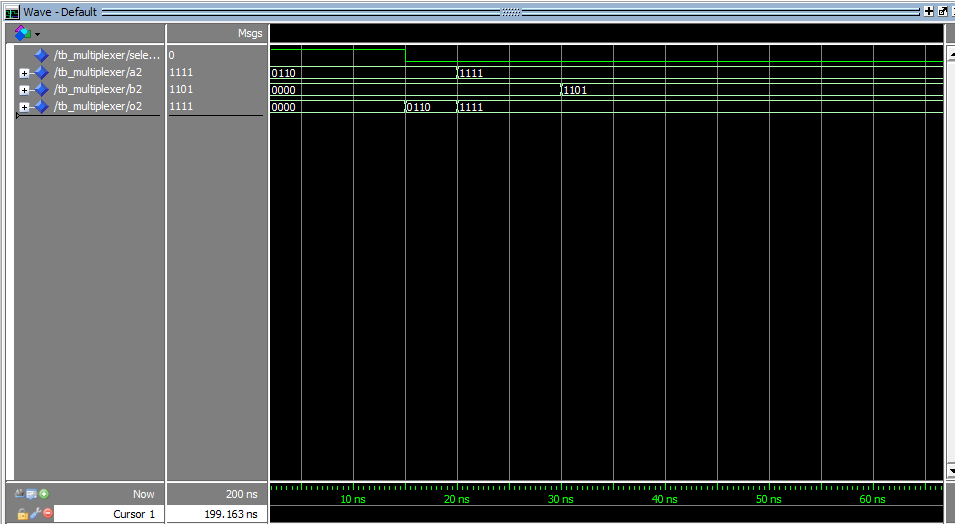 Wave - Default
Msgs
/tb_multiplexer/sele... 0
/tb_multiplexer/a2 1111 0110 1111
/tb_multiplexer/b2 1101 0000 1101
/tb_multiplexer/o2 1111 0000 0110 1111
Now 200 ns 10 ns 20 ns 30 ns 40 ns 50 ns 60 ns
Cursor 1 199.163 ns